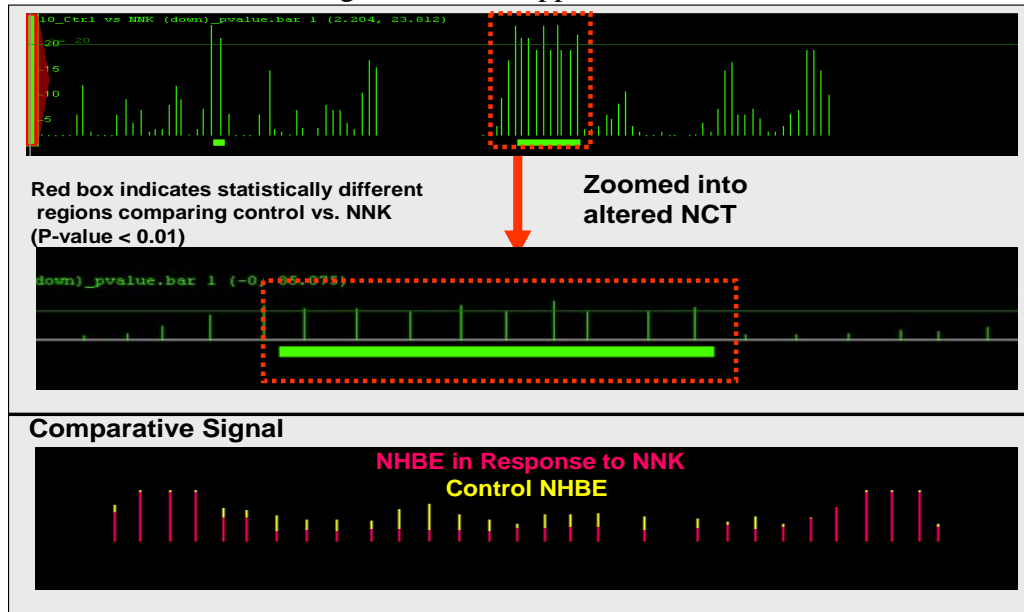 10_Ctrl vs NNK (down)_pvalue.bar 1 (2.204, 23.812)
20
20
15
10
5
Red box indicates statistically different
regions comparing control vs. NNK
(P-value < 0.01)
Zoomed into
altered NCT
down)_pvalue.bar 1 (-0,
Comparative Signal
NHBE in Response to NNK
Control NHBE